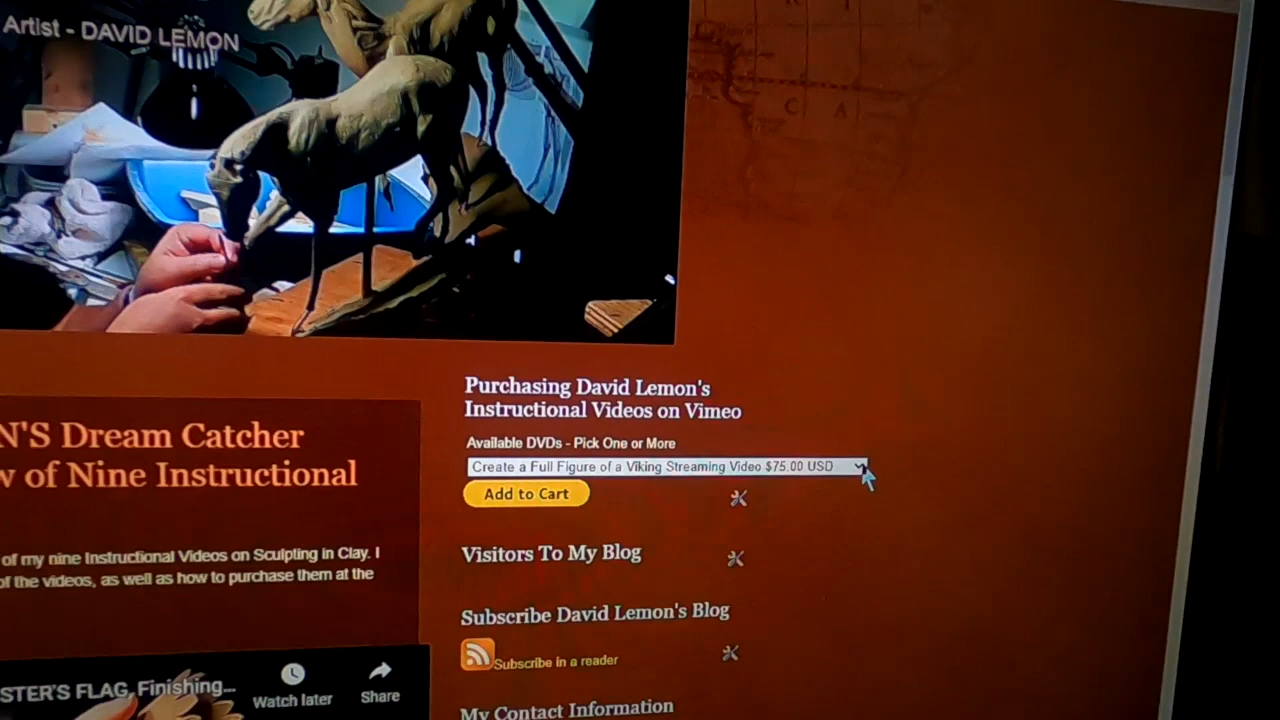 Artist - DAVID LEMON
C A
Purchasing David Lemon's
Instructional Videos on Vimeo
Available DVDs - Pick One or More
Create a Full Figure of a Viking Streaming Video $75.00 USD
Add to Cart
N'S Dream Catcher
w of Nine Instructional
of my nine Instructional Videos on Sculpting in Clay. I
of the videos, as well as how to purchase them at the
Visitors To My Blog
Subscribe David Lemon's Blog
Subscribe in a reader
STER'S FLAG, Finishing...
Watch later
Share
My Contact Information